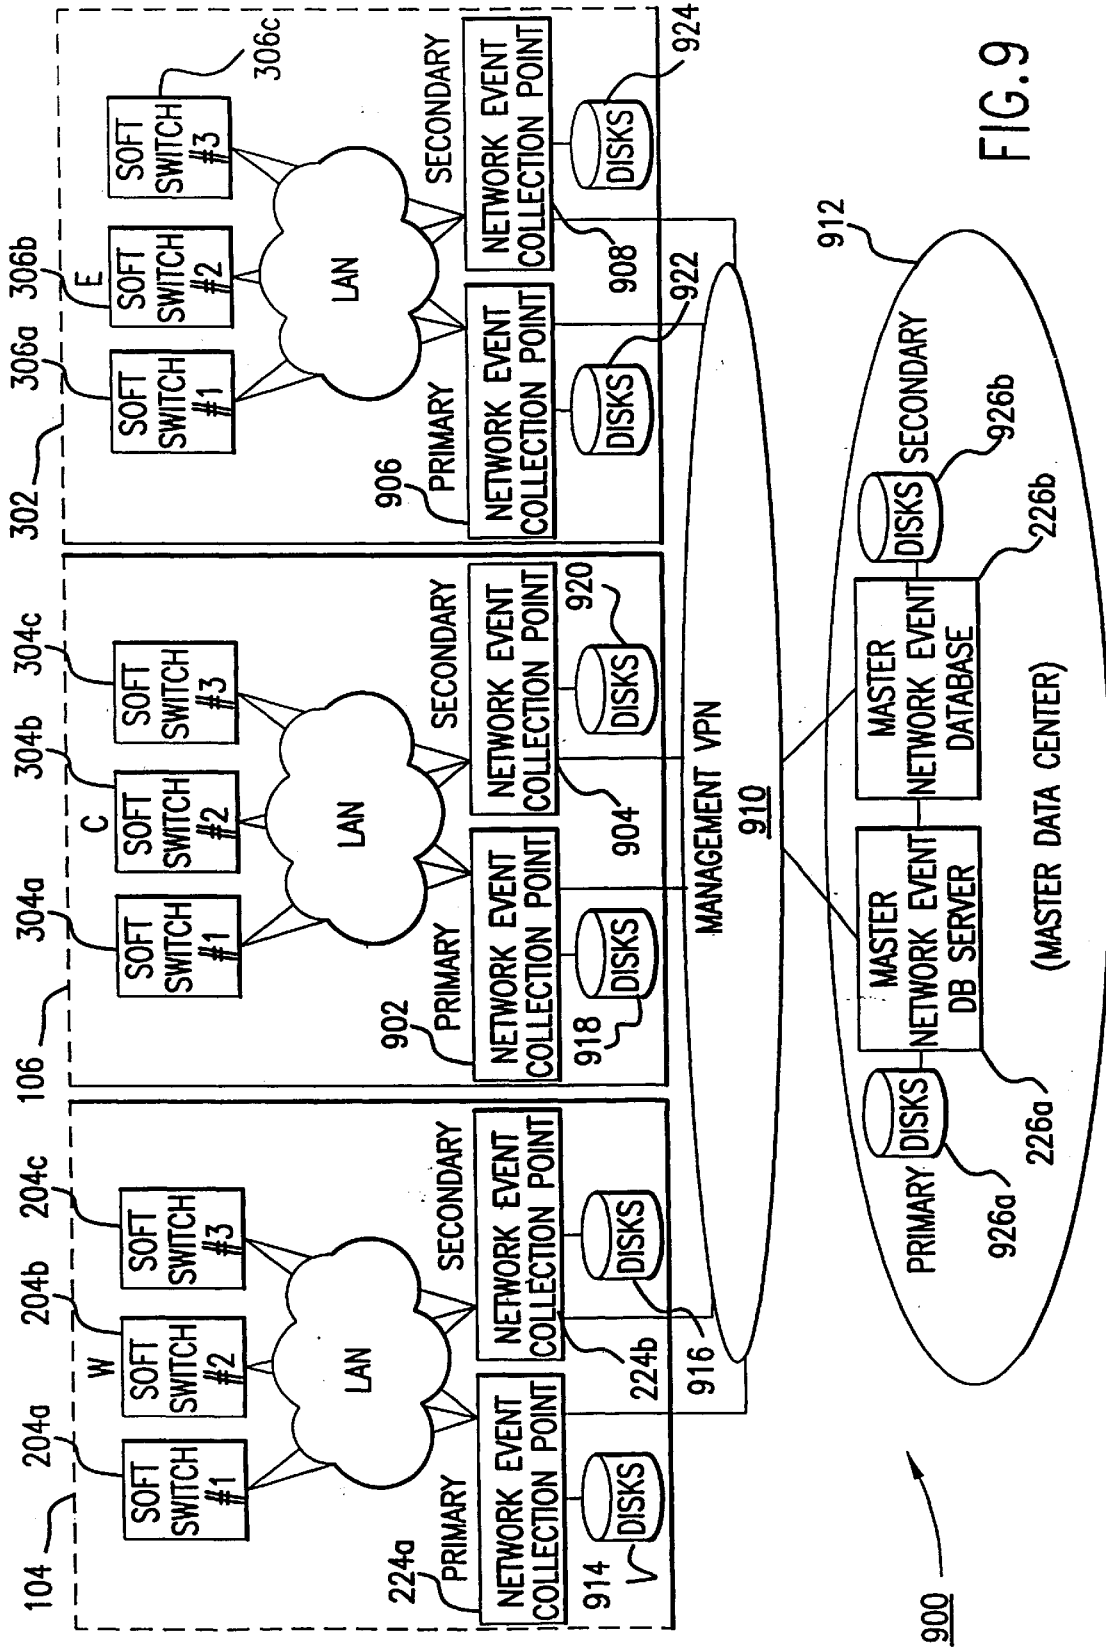 104
204a
204b
204c
W
SOFT
SWITCH
#1
SOFT
SWITCH
#2
SOFT
SWITCH
#3
LAN
224a
PRIMARY
SECONDARY
NETWORK EVENT
COLLECTION POINT
NETWORK EVENT
COLLECTION POINT
914
DISKS
224b
DISKS
916
106
304a
304b
304c
C
SOFT
SWITCH
#1
SOFT
SWITCH
#2
SOFT
SWITCH
#3
LAN
902
PRIMARY
SECONDARY
NETWORK EVENT
COLLECTION POINT
NETWORK EVENT
COLLECTION POINT
918
DISKS
904
DISKS
920
302
306a
306b
306c
E
SOFT
SWITCH
#1
SOFT
SWITCH
#2
SOFT
SWITCH
#3
LAN
906
PRIMARY
SECONDARY
NETWORK EVENT
COLLECTION POINT
NETWORK EVENT
COLLECTION POINT
DISKS
922
908
DISKS
924
MANAGEMENT VPN
910
912
PRIMARY
DISKS
926a
MASTER
NETWORK EVENT
DB SERVER
226a
MASTER
NETWORK EVENT
DATABASE
226b
DISKS
SECONDARY
926b
(MASTER DATA CENTER)
900
FIG.9